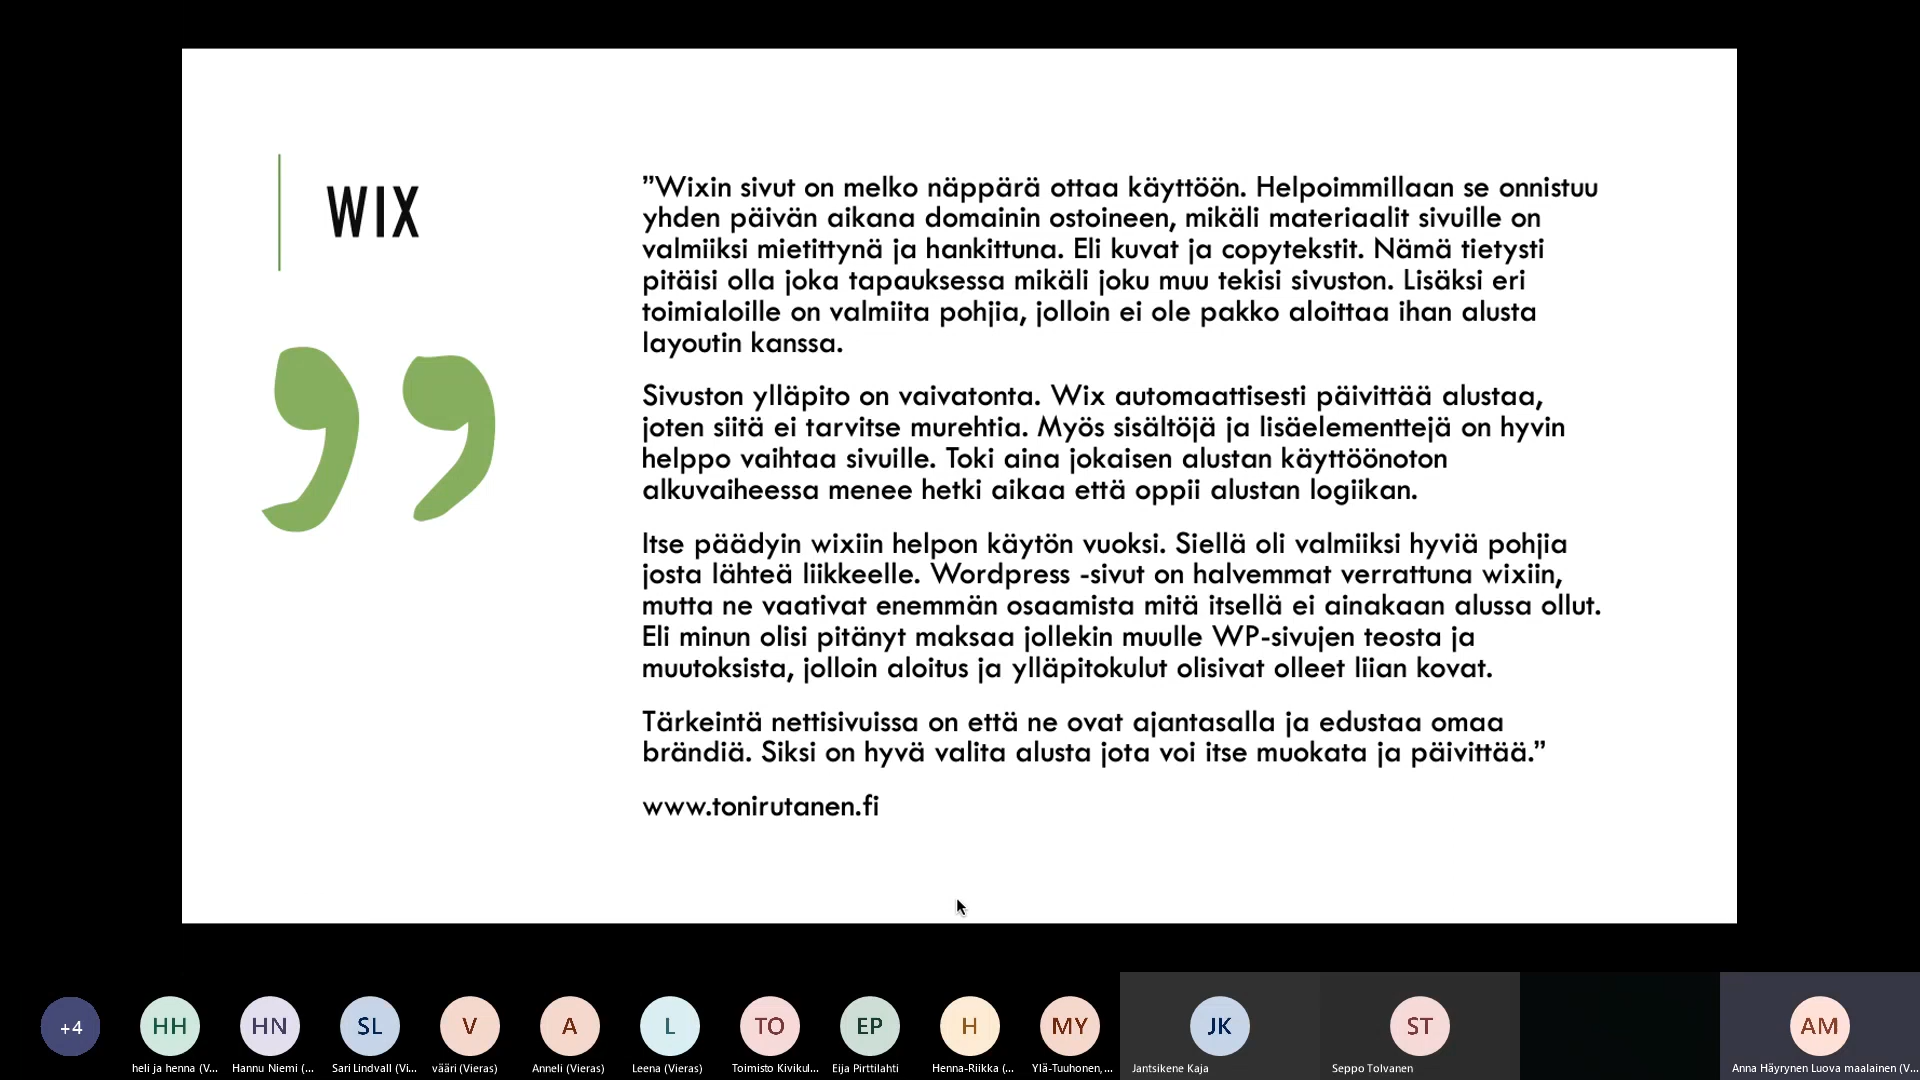 WIX
”Wixin sivut on melko näppärä ottaa käyttöön. Helpoimmillaan se onnistuu
yhden päivän aikana domainin ostoineen, mikäli materiaalit sivuille on
valmiiksi mietittynä ja hankittuna. Eli kuvat ja copytekstit. Nämä tietysti
pitäisi olla joka tapauksessa mikäli joku muu tekisi sivuston. Lisäksi eri
toimialoille on valmiita pohjia, jolloin ei ole pakko aloittaa ihan alusta
layoutin kanssa.
Sivuston ylläpito on vaivatonta. Wix automaattisesti päivittää alustaa,
joten siitä ei tarvitse murehtia. Myös sisältöjä ja lisäelementtejä on hyvin
helppo vaihtaa sivuille. Toki aina jokaisen alustan käyttöönoton
alkuvaiheessa menee hetki aikaa että oppii alustan logiikan.
Itse päädyin wixiin helpon käytön vuoksi. Siellä oli valmiiksi hyviä pohjia
josta lähteä liikkeelle. Wordpress -sivut on halvemmat verrattuna wixiin,
mutta ne vaativat enemmän osaamista mitä itsellä ei ainakaan alussa ollut.
Eli minun olisi pitänyt maksaa jollekin muulle WP-sivujen teosta ja
muutoksista, jolloin aloitus ja ylläpitokulut olisivat olleet liian kovat.
Tärkeintä nettisivuissa on että ne ovat ajantasalla ja edustaa omaa
brändiä. Siksi on hyvä valita alusta jota voi itse muokata ja päivittää.”
www.tonirutanen.fi
+4 HH HN SL V A L TO EP H MY JK ST AM
heli ja henna (V... Hannu Niemi (... Sari Lindvall (Vi... vääri (Vieras) Anneli (Vieras) Leena (Vieras) Toimisto Kivikul... Eija Pirttilahti Henna-Riikka (... Ylä-Tuuhonen, ... Jantsikene Kaja Seppo Tolvanen Anna Häyrynen Luova maalainen (V...